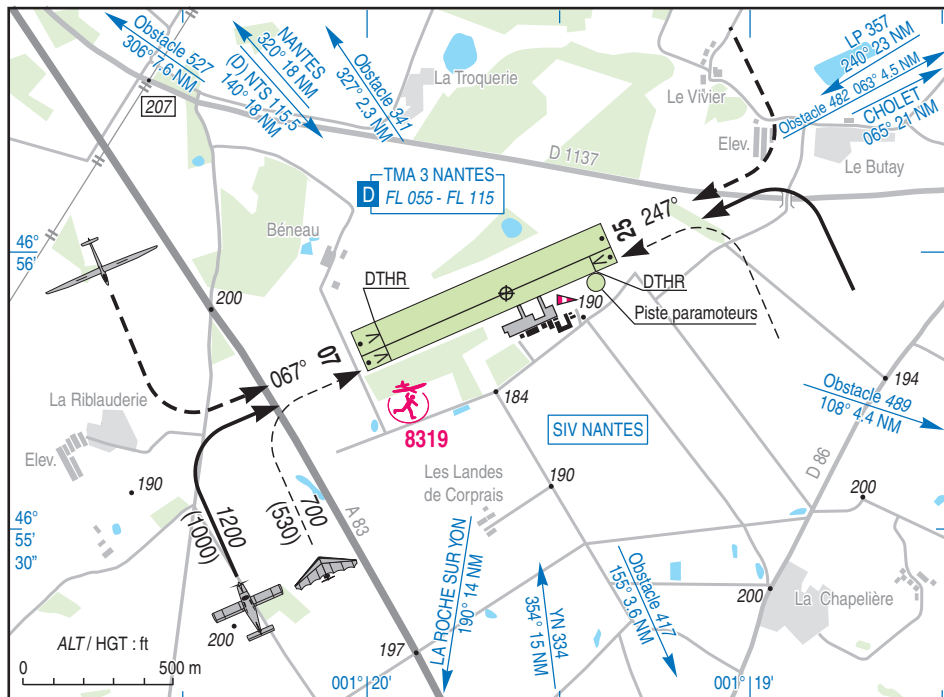 Obstacle 527
306° 7.6 NM
NANTES
320° 18 NM
(D) NTS 115.5
140° 18 NM
Obstacle 341
327° 2.3 NM
La Troquerie
Le Vivier
LP 357
240° 23 NM
Obstacle 482 063° 4.5 NM
CHOLET
065° 21 NM
207
Elev.
Le Butay
D 1137
TMA 3 NANTES
D
FL 055 - FL 115
Béneau
46°
56'
25
247°
DTHR
DTHR
190
Piste paramoteurs
200
07
067°
La Riblauderie
Elev.
190
184
194
8319
SIV NANTES
Obstacle 489
108° 4.4 NM
Les Landes
de Corprais
190
D 86
200
46°
55'
30"
1200
(1000)
700
(530)
A 83
LA ROCHE SUR YON
190° 14 NM
YN 334
354° 15 NM
Obstacle 417
155° 3.6 NM
200
La Chapelière
200
197
ALT / HGT : ft
0 500 m
001° 20'
001° 19'